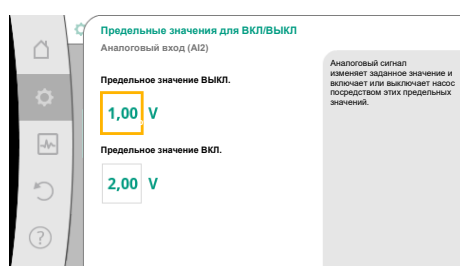 Предельные значения для ВКЛ/ВЫКЛ
Аналоговый вход (AI2)
Предельное значение ВЫКЛ.
1,00 V
Предельное значение ВКЛ.
2,00 V
Аналоговый сигнал
изменяет заданное значение и
включает или выключает насос
посредством этих предельных
значений.
?